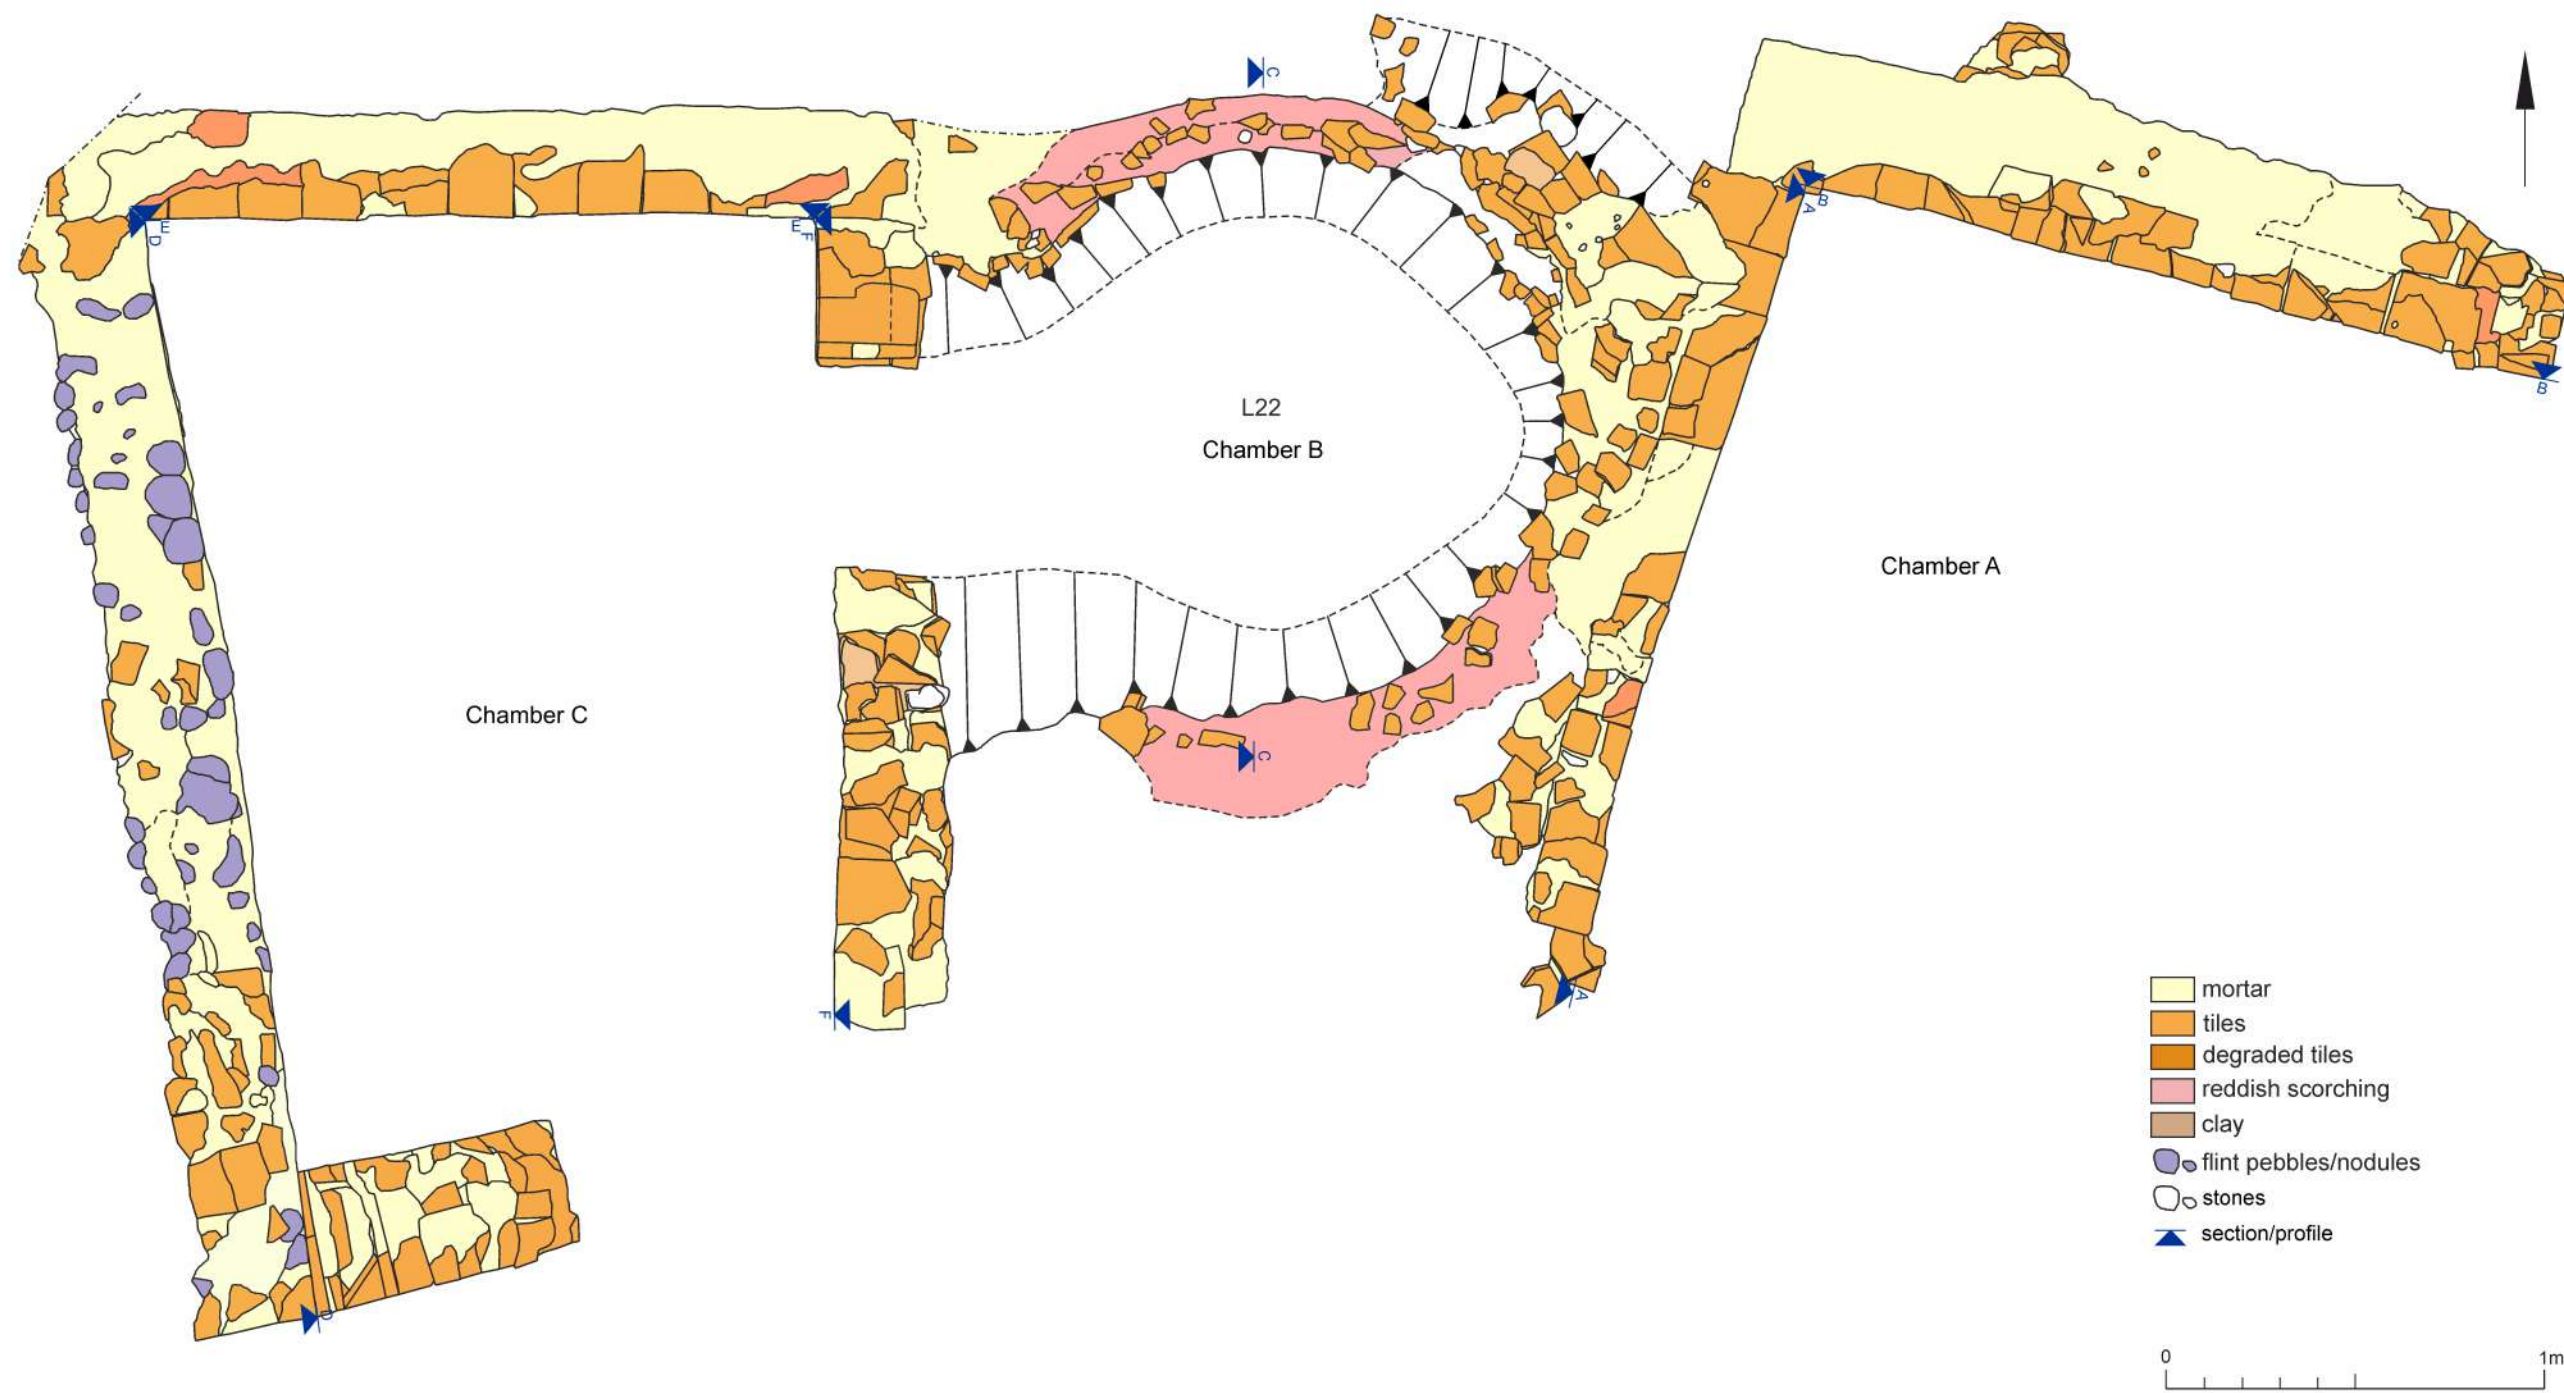 C
E
D
E
F
A
B
B
L22
Chamber B
Chamber A
Chamber C
C
A
F
D
mortar
tiles
degraded tiles
reddish scorching
clay
flint pebbles/nodules
stones
section/profile
0 1m